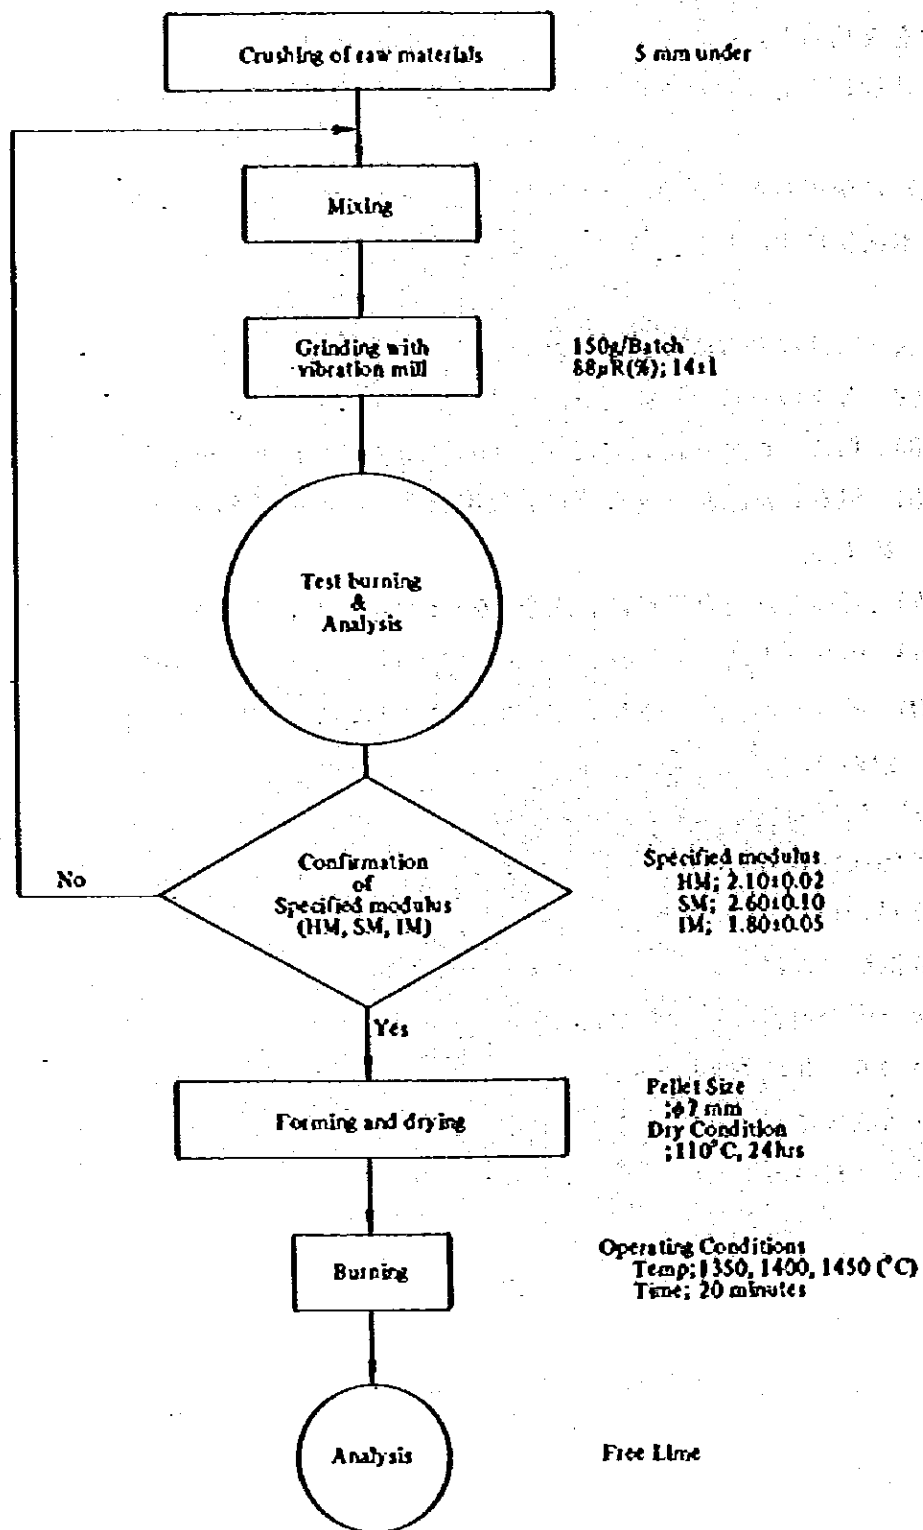 Crushing of raw materials
5 mm under
Mixing
Grinding with
vibration mill
150g/Batch
88μR(%); 14±1
Test burning
&
Analysis
Confirmation
of
Specified modulus
(HM, SM, IM)
No
Specified modulus
HM; 2.10±0.02
SM; 2.60±0.10
IM; 1.80±0.05
Yes
Forming and drying
Pellet Size
;φ7 mm
Dry Condition
;110°C, 24hrs
Burning
Operating Conditions
Temp; 1350, 1400, 1450 (°C)
Time; 20 minutes
Analysis
Free Lime